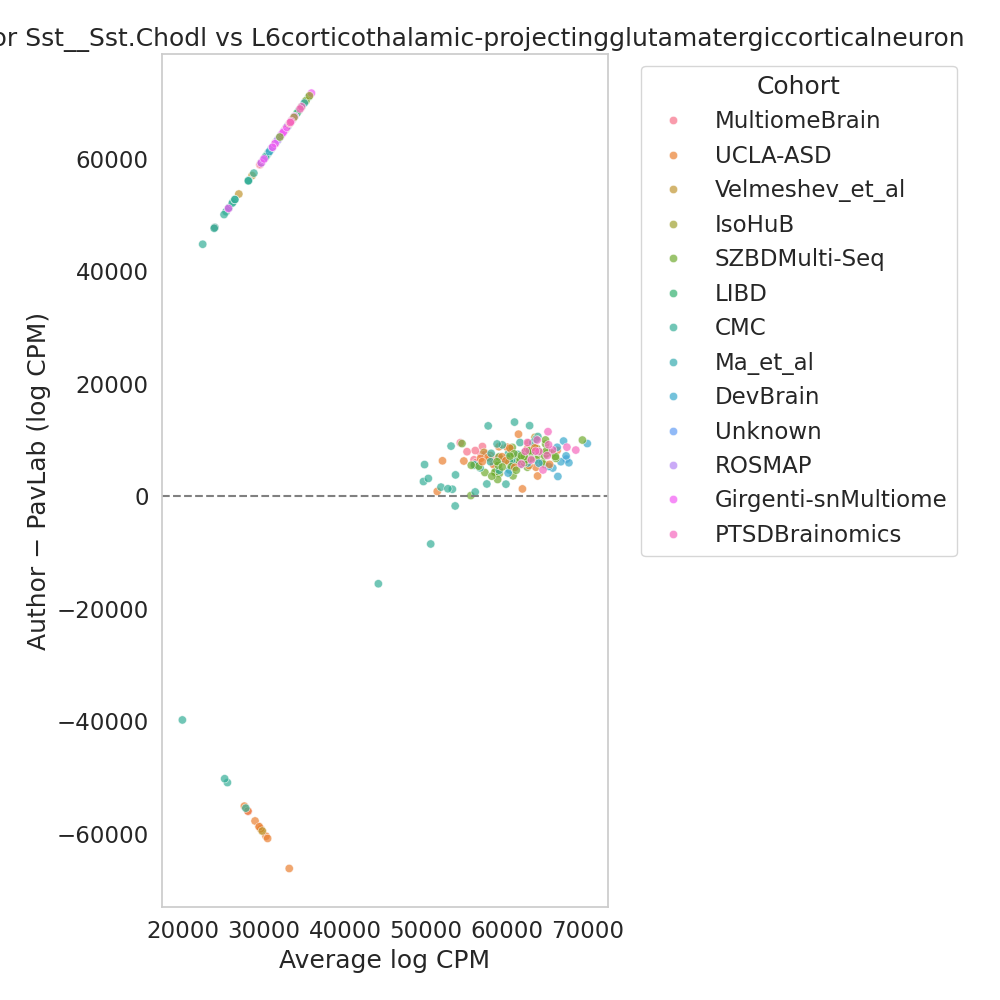 or Sst__Sst.Chodl vs L6corticothalamic-projectingglutamatergiccorticalneuron
Cohort
MultiomeBrain
UCLA-ASD
Velmeshev_et_al
IsoHuB
SZBDMulti-Seq
LIBD
CMC
Ma_et_al
DevBrain
Unknown
ROSMAP
Girgenti-snMultiome
PTSDBrainomics
Author − PavLab (log CPM)
60000
40000
20000
0
−20000
−40000
−60000
20000 30000 40000 50000 60000 70000
Average log CPM